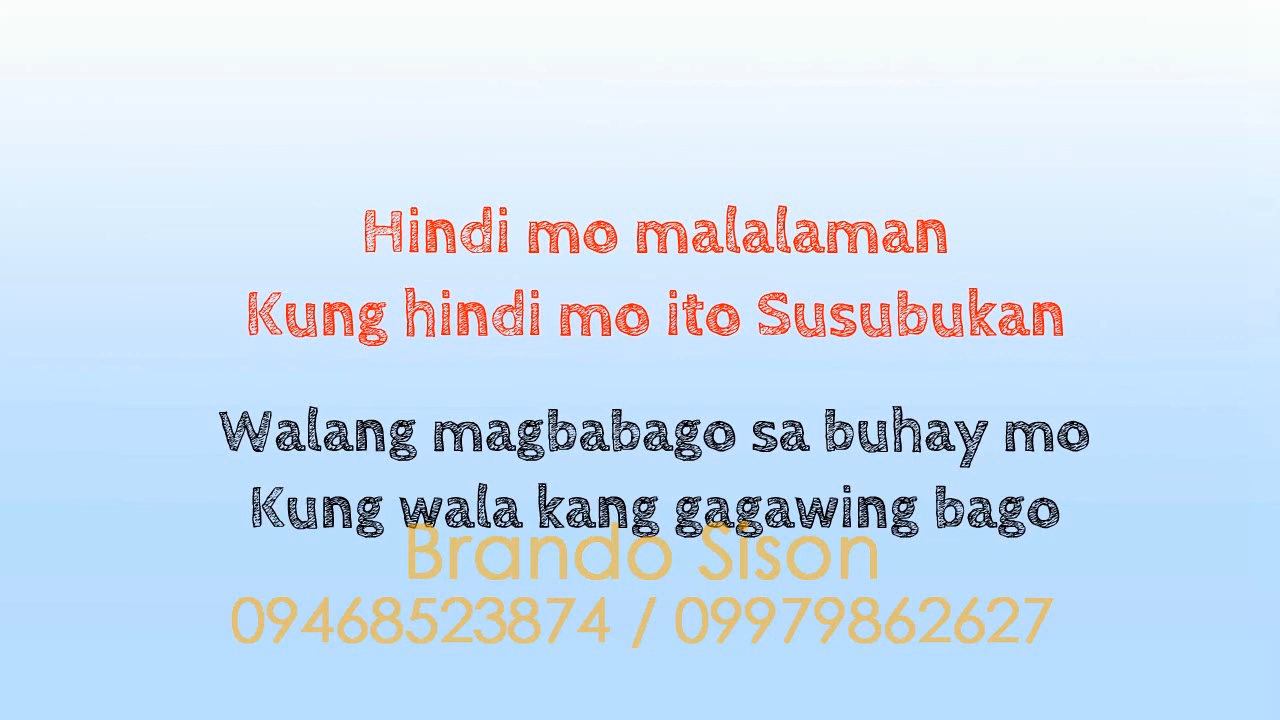 Hindi mo malalaman
Kung hindi mo ito Susubukan
Walang magbabago sa buhay mo
Kung wala kang gagawing bago
Brando Sison
09468523874 / 09979862627